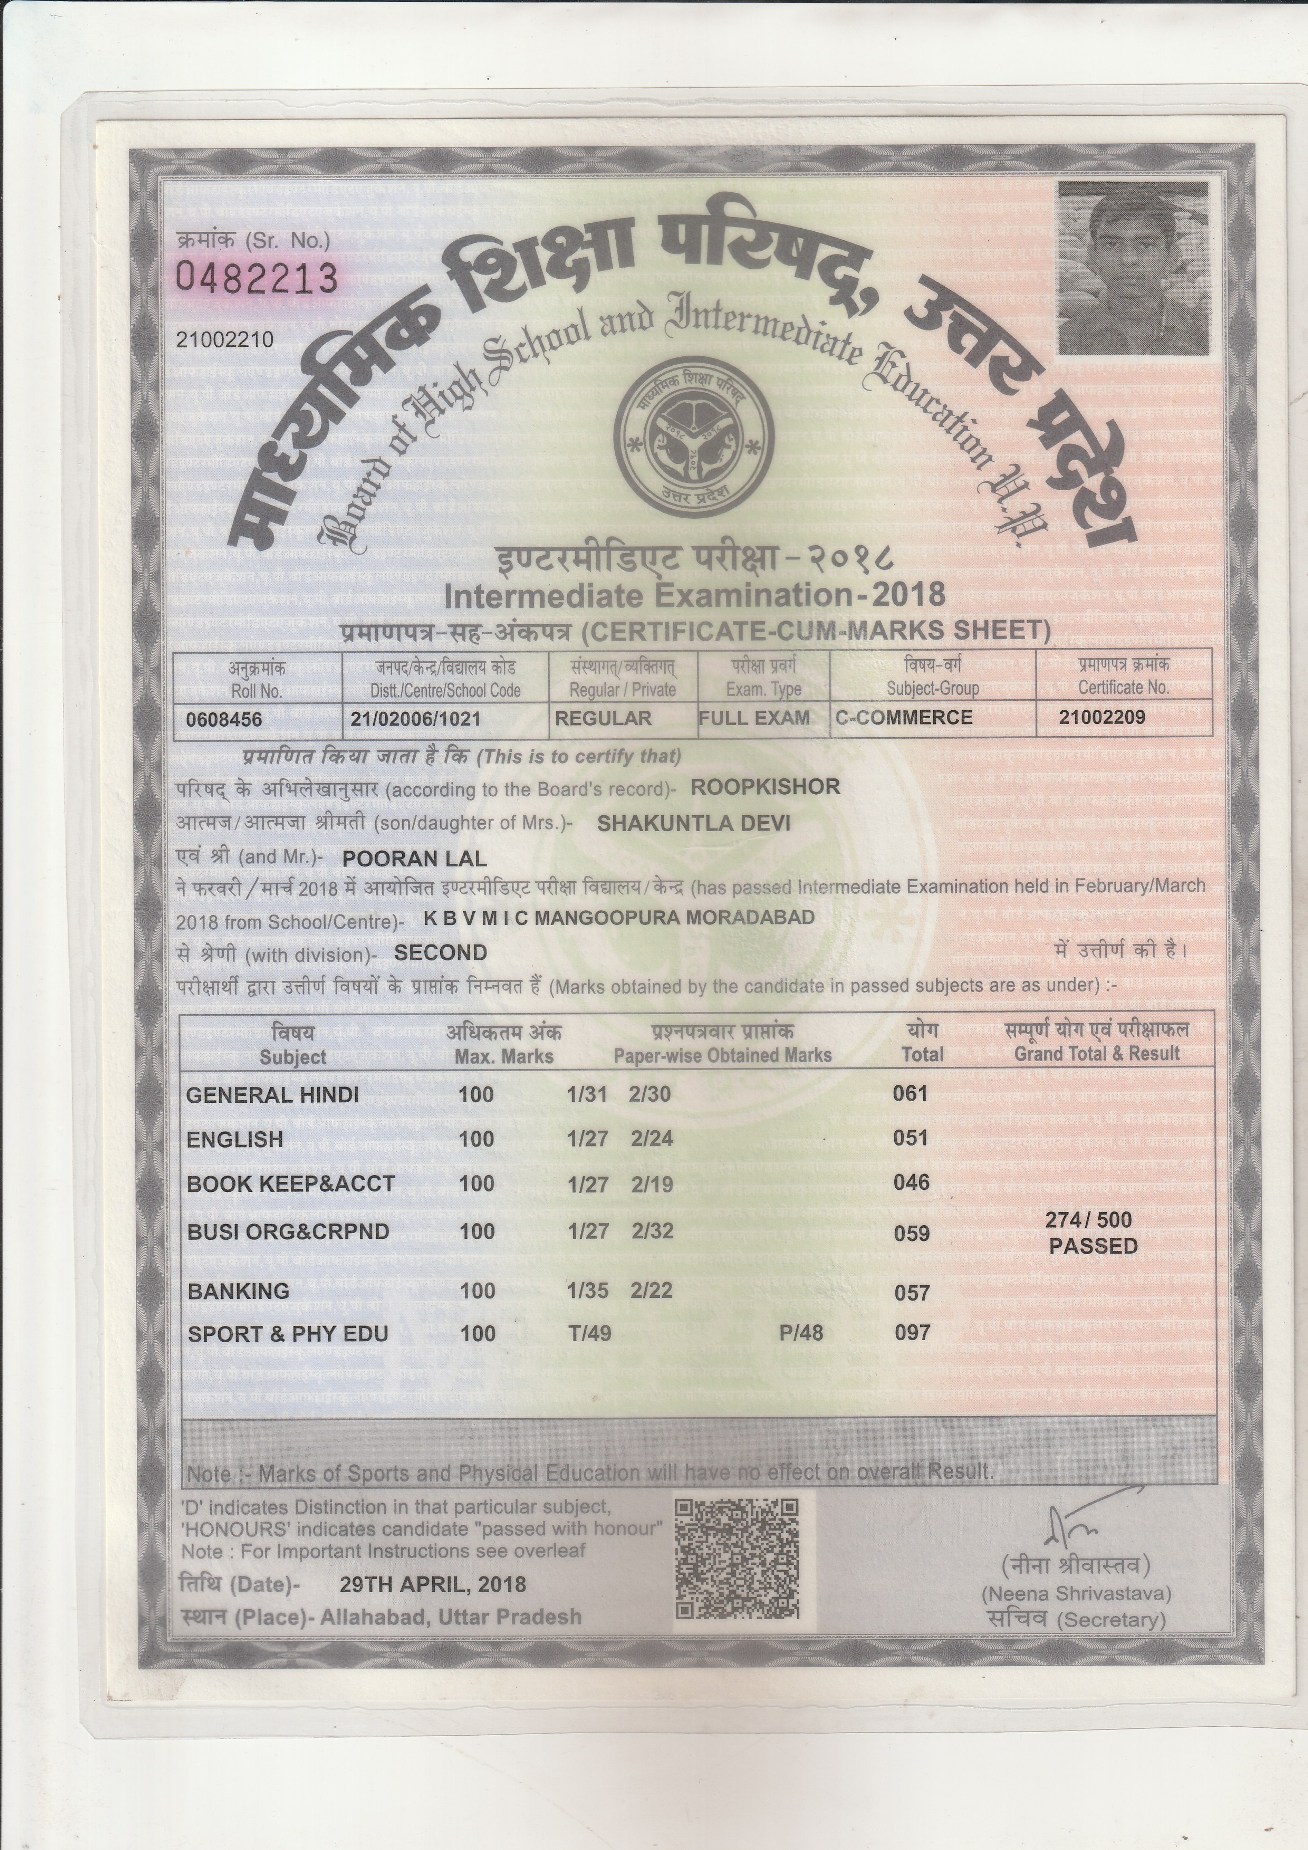 क्रमांक (Sr. No.)
0482213
21002210
माध्यमिक शिक्षा परिषद्, उत्तर प्रदेश
Board of High School and Intermediate Education U.P.
माध्यमिक शिक्षा परिषद
२०१८ २०१८
२०१८
उत्तर प्रदेश
इण्टरमीडिएट परीक्षा-२०१८
Intermediate Examination-2018
प्रमाणपत्र-सह-अंकपत्र (CERTIFICATE-CUM-MARKS SHEET)
अनुक्रमांक जनपद/केन्द्र/विद्यालय कोड संस्थागत्/व्यक्तिगत् परीक्षा प्रवर्ग विषय-वर्ग प्रमाणपत्र क्रमांक
Roll No. Distt./Centre/School Code Regular / Private Exam. Type Subject-Group Certificate No.
0608456 21/02006/1021 REGULAR FULL EXAM C-COMMERCE 21002209
प्रमाणित किया जाता है कि (This is to certify that)
परिषद् के अभिलेखानुसार (according to the Board's record)- ROOPKISHOR
आत्मज/आत्मजा श्रीमती (son/daughter of Mrs.)- SHAKUNTLA DEVI
एवं श्री (and Mr.)- POORAN LAL
ने फरवरी/मार्च 2018 में आयोजित इण्टरमीडिएट परीक्षा विद्यालय/केन्द्र (has passed Intermediate Examination held in February/March
2018 from School/Centre)- K B V M I C MANGOOPURA MORADABAD
से श्रेणी (with division)- SECOND में उत्तीर्ण की है।
परीक्षार्थी द्वारा उत्तीर्ण विषयों के प्राप्तांक निम्नवत हैं (Marks obtained by the candidate in passed subjects are as under) :-
विषय अधिकतम अंक प्रश्नपत्रवार प्राप्तांक योग सम्पूर्ण योग एवं परीक्षाफल
Subject Max. Marks Paper-wise Obtained Marks Total Grand Total & Result
GENERAL HINDI 100 1/31 2/30 061
ENGLISH 100 1/27 2/24 051
BOOK KEEP&ACCT 100 1/27 2/19 046
BUSI ORG&CRPND 100 1/27 2/32 059 274/ 500
PASSED
BANKING 100 1/35 2/22 057
SPORT & PHY EDU 100 T/49 P/48 097
Note :- Marks of Sports and Physical Education will have no effect on overall Result.
'D' indicates Distinction in that particular subject,
'HONOURS' indicates candidate "passed with honour"
Note : For Important Instructions see overleaf
तिथि (Date)- 29TH APRIL, 2018
स्थान (Place)- Allahabad, Uttar Pradesh
(नीना श्रीवास्तव)
(Neena Shrivastava)
सचिव (Secretary)